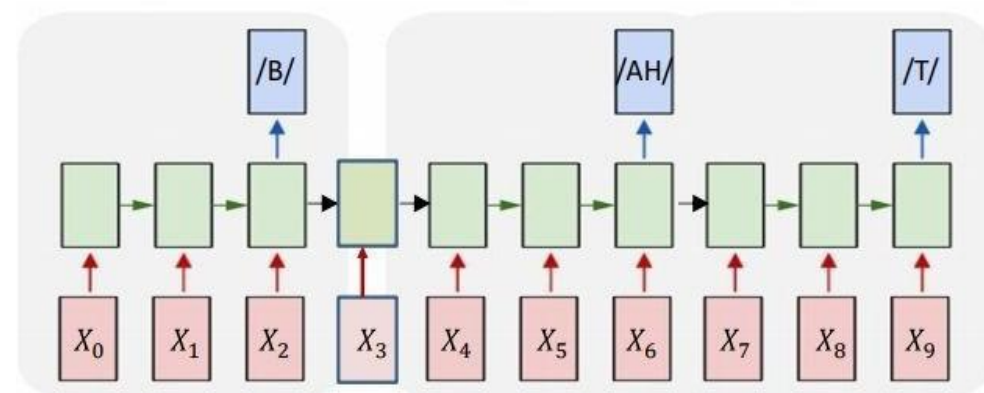 /B/ /AH/ /T/
X₀ X₁ X₂ X₃ X₄ X₅ X₆ X₇ X₈ X₉